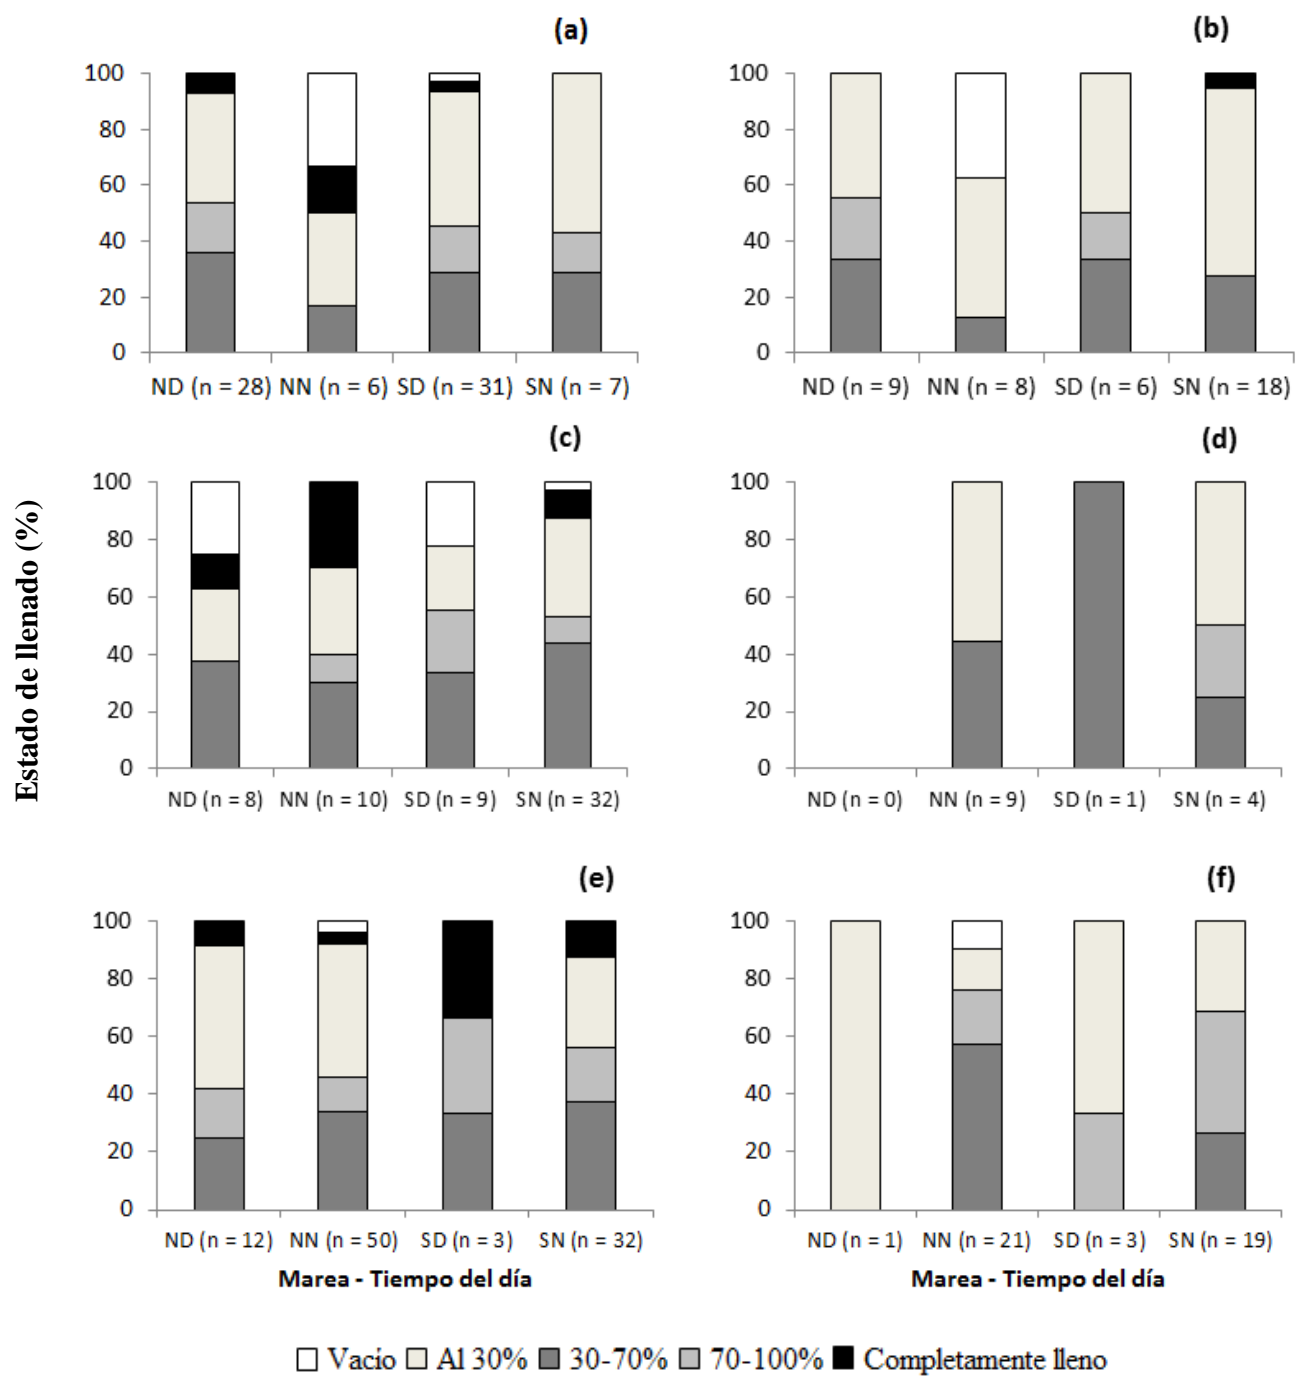 (a)
100
80
60
40
20
0
ND (n = 28) NN (n = 6) SD (n = 31) SN (n = 7)
(b)
100
80
60
40
20
0
ND (n = 9) NN (n = 8) SD (n = 6) SN (n = 18)
Estado de llenado (%)
(c)
100
80
60
40
20
0
ND (n = 8) NN (n = 10) SD (n = 9) SN (n = 32)
(d)
100
80
60
40
20
0
ND (n = 0) NN (n = 9) SD (n = 1) SN (n = 4)
(e)
100
80
60
40
20
0
ND (n = 12) NN (n = 50) SD (n = 3) SN (n = 32)
Marea - Tiempo del día
(f)
100
80
60
40
20
0
ND (n = 1) NN (n = 21) SD (n = 3) SN (n = 19)
Marea - Tiempo del día
Vacío Al 30% 30-70% 70-100% Completamente lleno